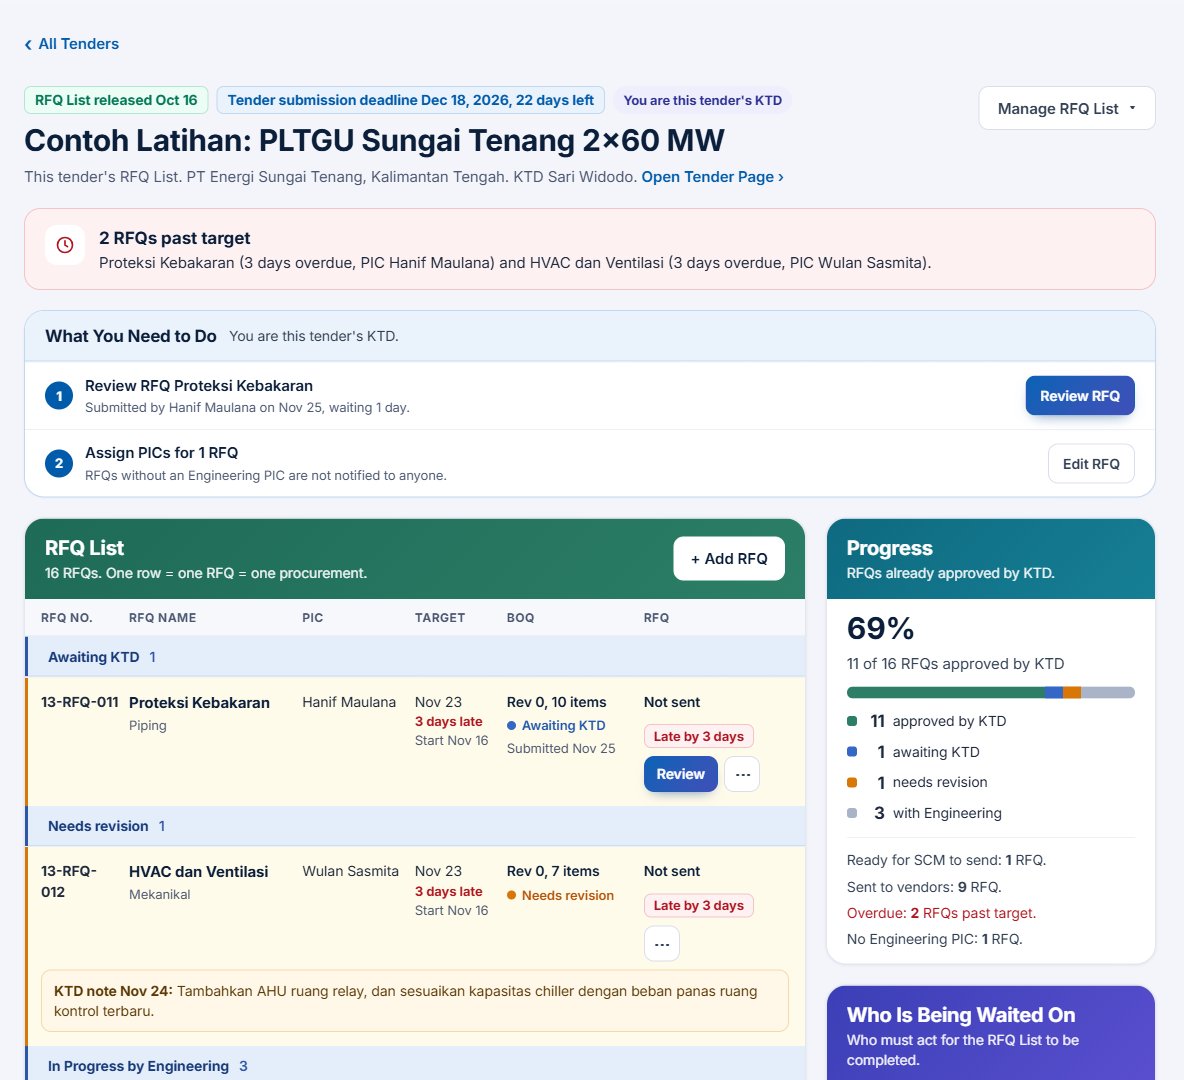 ‹ All Tenders
RFQ List released Oct 16
Tender submission deadline Dec 18, 2026, 22 days left
You are this tender's KTD
Manage RFQ List
Contoh Latihan: PLTGU Sungai Tenang 2×60 MW
This tender's RFQ List. PT Energi Sungai Tenang, Kalimantan Tengah. KTD Sari Widodo. Open Tender Page ›
2 RFQs past target
Proteksi Kebakaran (3 days overdue, PIC Hanif Maulana) and HVAC dan Ventilasi (3 days overdue, PIC Wulan Sasmita).
What You Need to Do You are this tender's KTD.
1
Review RFQ Proteksi Kebakaran
Submitted by Hanif Maulana on Nov 25, waiting 1 day.
Review RFQ
2
Assign PICs for 1 RFQ
RFQs without an Engineering PIC are not notified to anyone.
Edit RFQ
RFQ List
16 RFQs. One row = one RFQ = one procurement.
+ Add RFQ
RFQ NO. RFQ NAME PIC TARGET BOQ RFQ
Awaiting KTD 1
13-RFQ-011 Proteksi Kebakaran Hanif Maulana Nov 23 Rev 0, 10 items Not sent
Piping 3 days late Awaiting KTD Late by 3 days
Start Nov 16 Submitted Nov 25
Review ...
Needs revision 1
13-RFQ-012 HVAC dan Ventilasi Wulan Sasmita Nov 23 Rev 0, 7 items Not sent
Mekanikal 3 days late Needs revision Late by 3 days
Start Nov 16
...
KTD note Nov 24: Tambahkan AHU ruang relay, dan sesuaikan kapasitas chiller dengan beban panas ruang
kontrol terbaru.
In Progress by Engineering 3
Progress
RFQs already approved by KTD.
69%
11 of 16 RFQs approved by KTD
11 approved by KTD
1 awaiting KTD
1 needs revision
3 with Engineering
Ready for SCM to send: 1 RFQ.
Sent to vendors: 9 RFQ.
Overdue: 2 RFQs past target.
No Engineering PIC: 1 RFQ.
Who Is Being Waited On
Who must act for the RFQ List to be
completed.